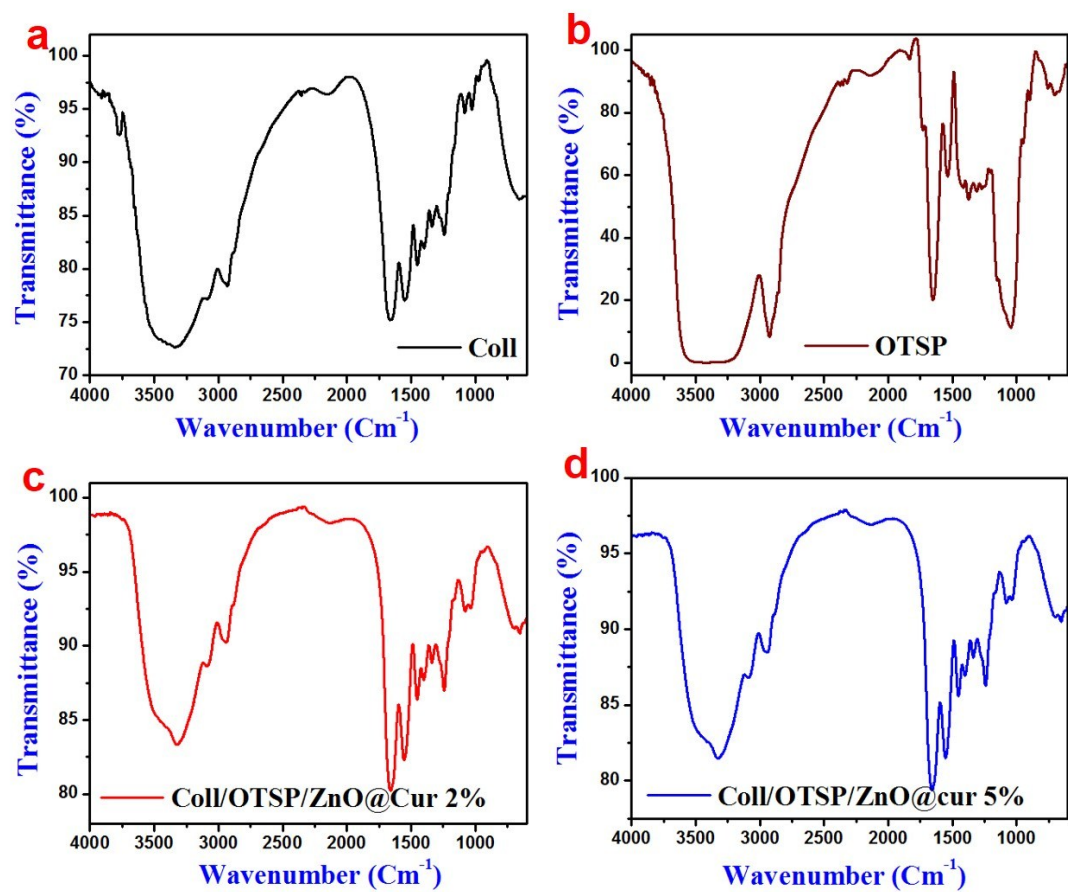 a
Transmittance (%)
100
95
90
85
80
75
70
Coll
4000 3500 3000 2500 2000 1500 1000
Wavenumber (Cm⁻¹)
b
Transmittance (%)
100
80
60
40
20
0
OTSP
4000 3500 3000 2500 2000 1500 1000
Wavenumber (Cm⁻¹)
c
Transmittance (%)
100
95
90
85
80
Coll/OTSP/ZnO@Cur 2%
4000 3500 3000 2500 2000 1500 1000
Wavenumber (Cm⁻¹)
d
Transmittance (%)
100
95
90
85
80
Coll/OTSP/ZnO@cur 5%
4000 3500 3000 2500 2000 1500 1000
Wavenumber (Cm⁻¹)